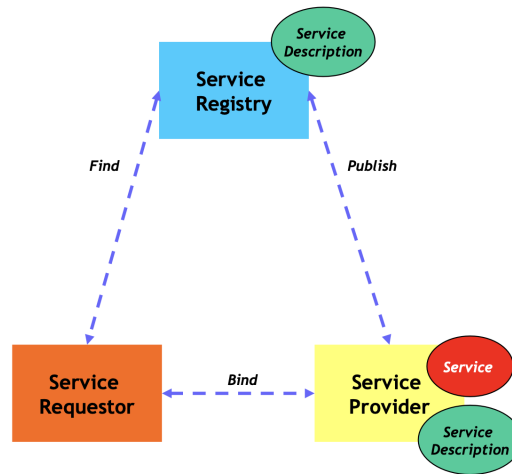 Service
Description
Service
Registry
Find
Publish
Service
Requestor
Bind
Service
Provider
Service
Service
Description